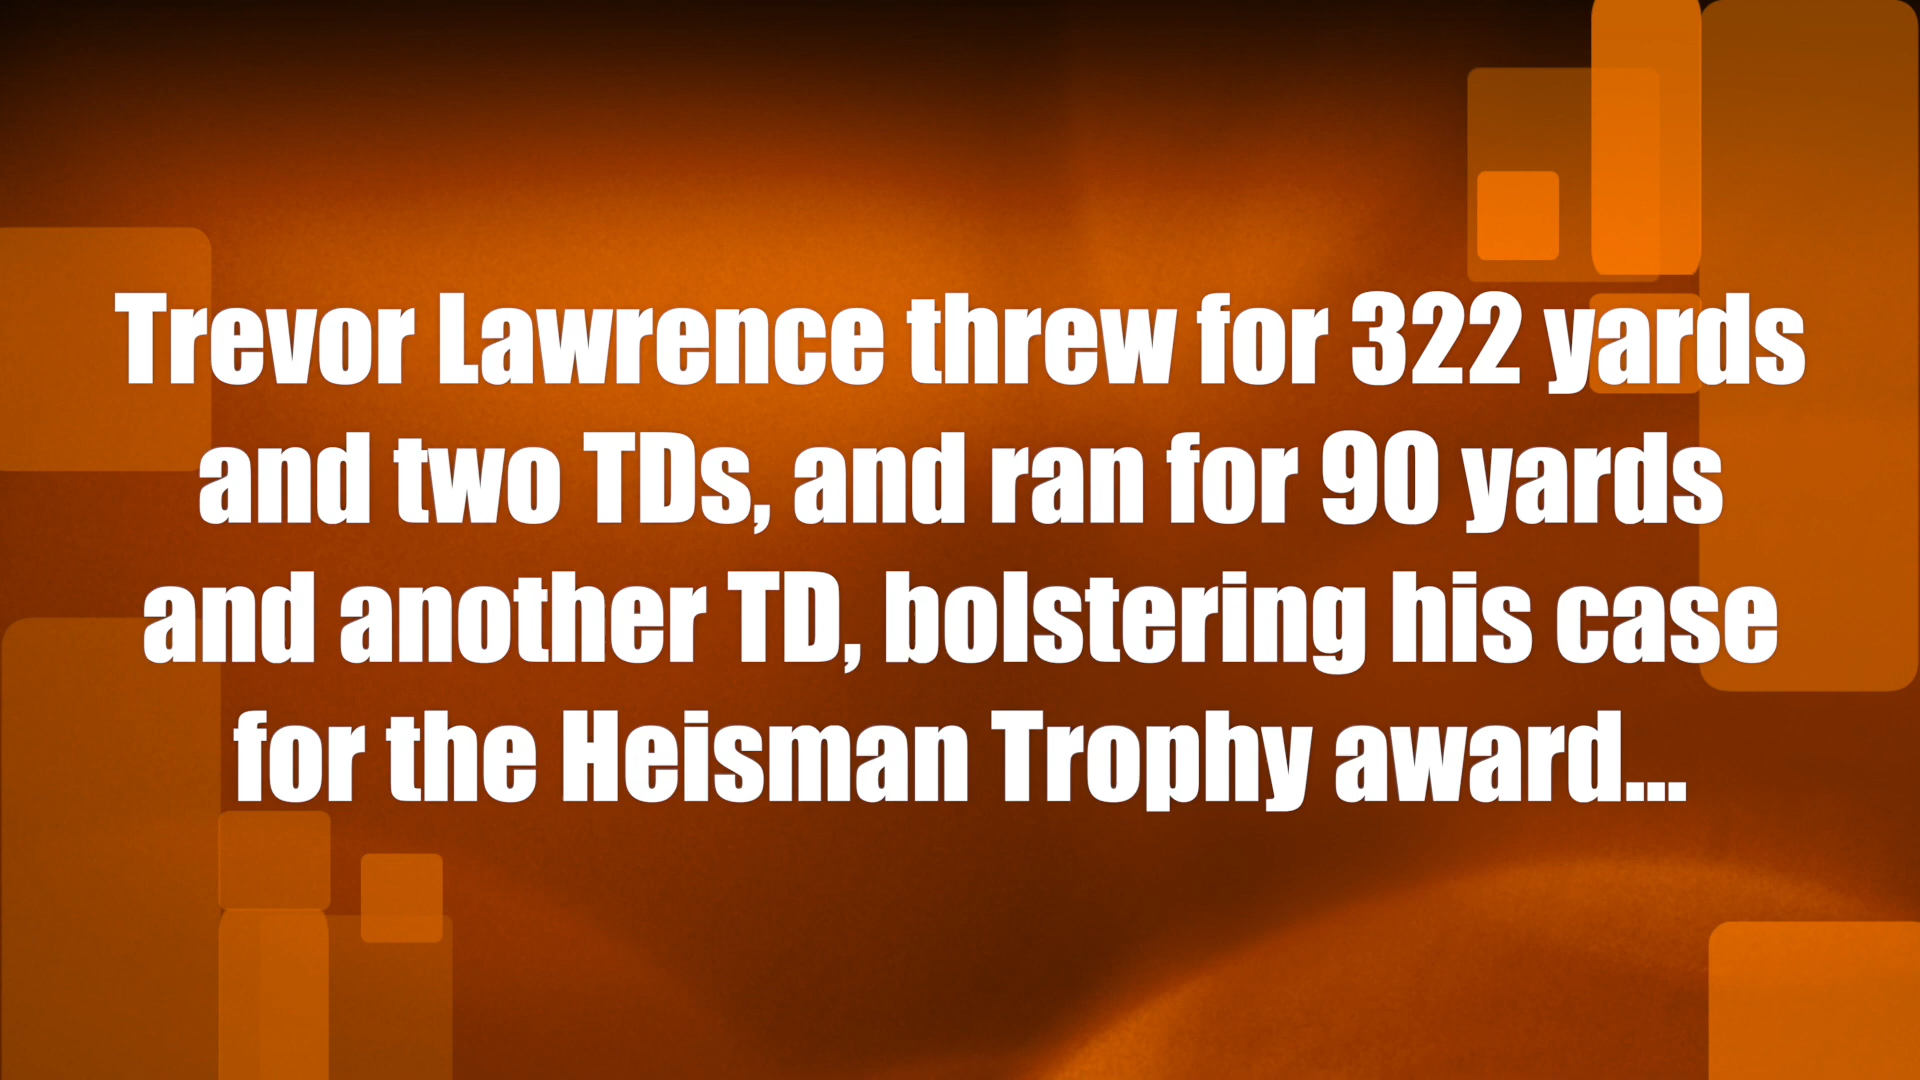 Trevor Lawrence threw for 322 yards
and two TDs, and ran for 90 yards
and another TD, bolstering his case
for the Heisman Trophy award...